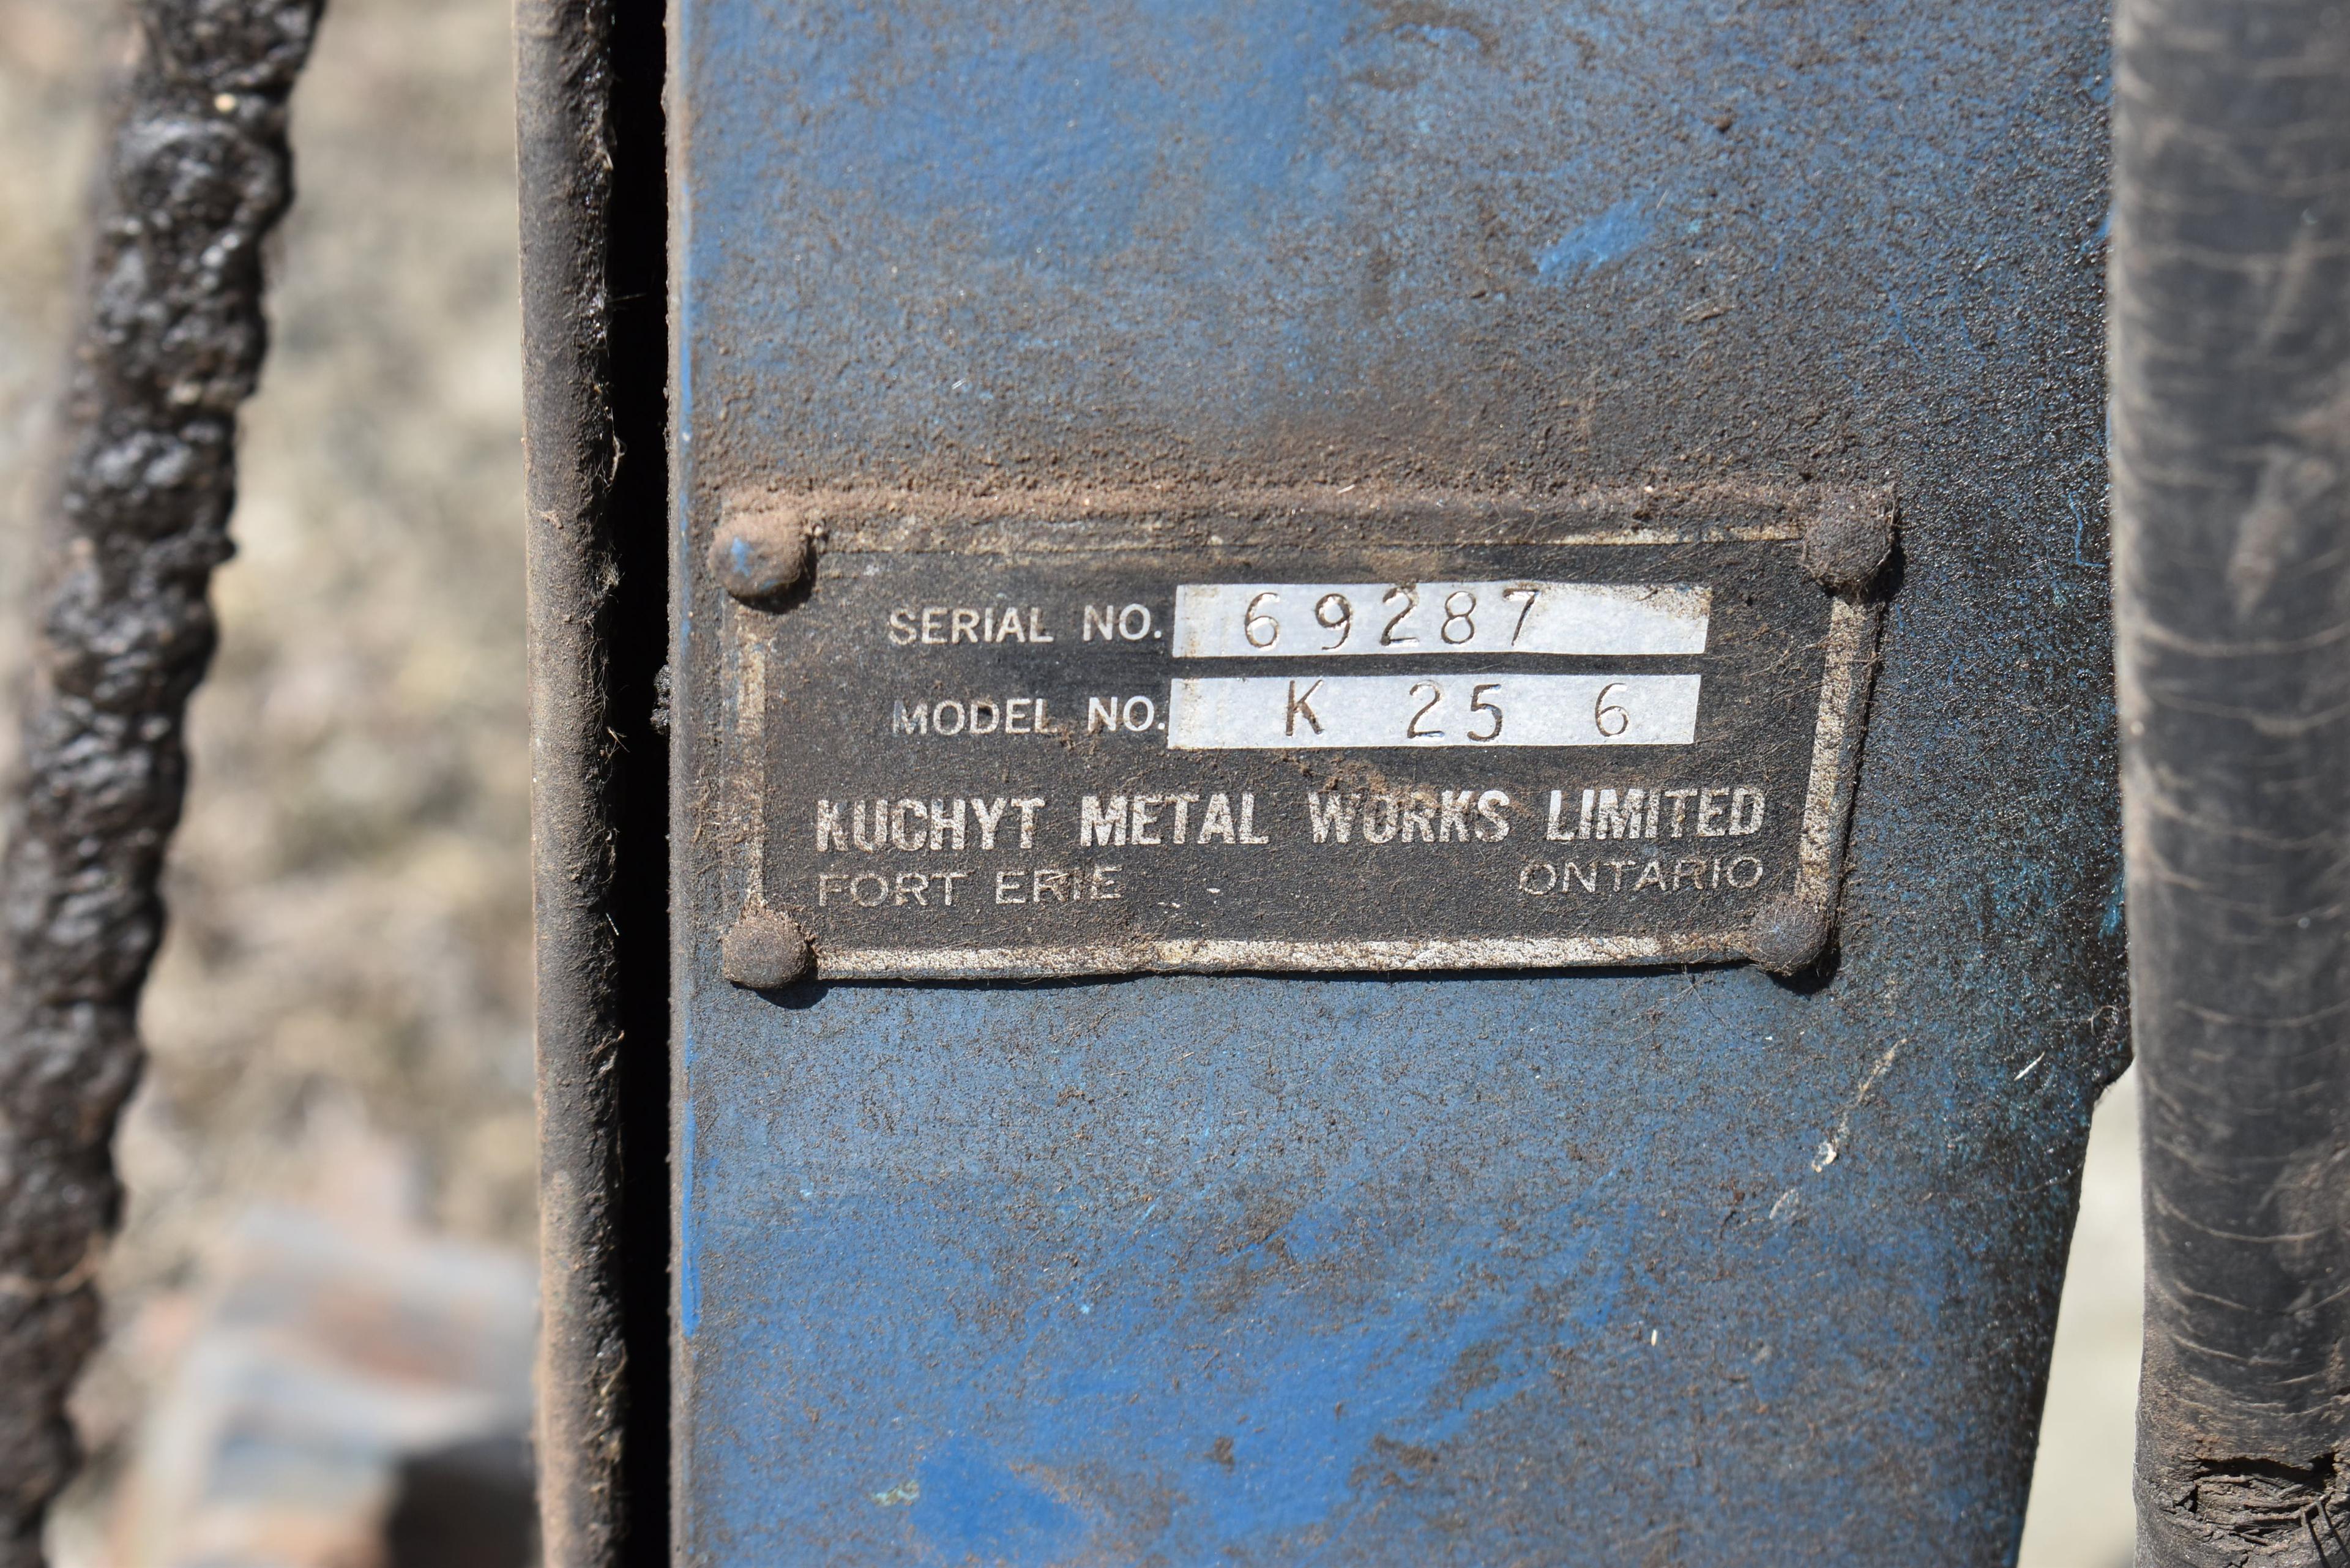 SERIAL NO. 69287
MODEL NO. K 25 6
KUCHYT METAL WORKS LIMITED
FORT ERIE ONTARIO